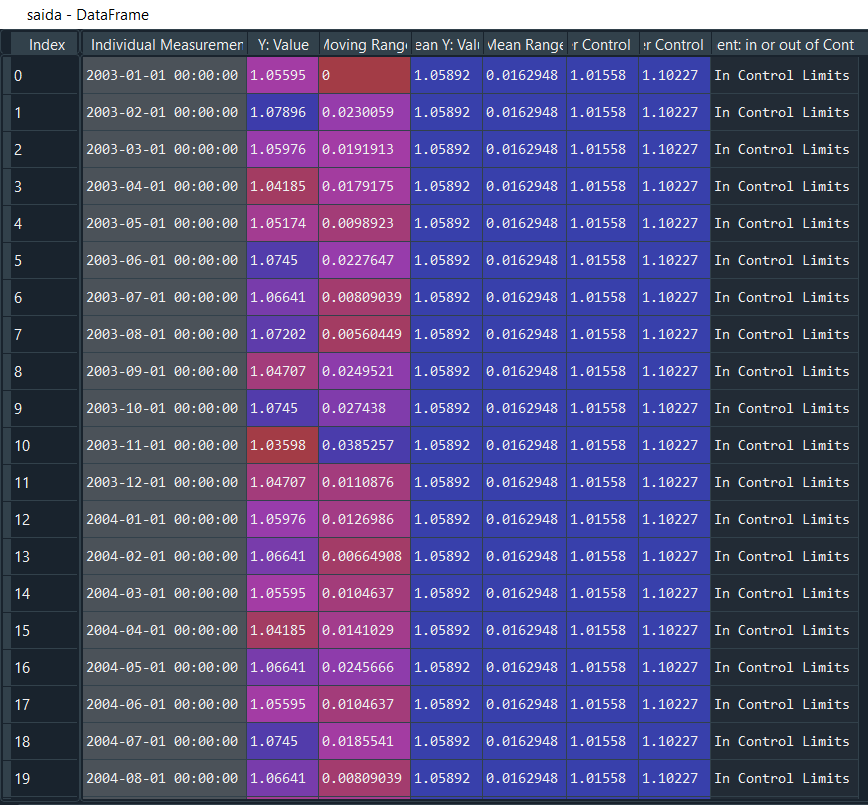 saida - DataFrame
Index Individual Measuremen Y: Value Moving Range ean Y: Val Mean Range r Control er Control ent: in or out of Cont
0 2003-01-01 00:00:00 1.05595 0 1.05892 0.0162948 1.01558 1.10227 In Control Limits
1 2003-02-01 00:00:00 1.07896 0.0230059 1.05892 0.0162948 1.01558 1.10227 In Control Limits
2 2003-03-01 00:00:00 1.05976 0.0191913 1.05892 0.0162948 1.01558 1.10227 In Control Limits
3 2003-04-01 00:00:00 1.04185 0.0179175 1.05892 0.0162948 1.01558 1.10227 In Control Limits
4 2003-05-01 00:00:00 1.05174 0.0098923 1.05892 0.0162948 1.01558 1.10227 In Control Limits
5 2003-06-01 00:00:00 1.0745 0.0227647 1.05892 0.0162948 1.01558 1.10227 In Control Limits
6 2003-07-01 00:00:00 1.06641 0.00809039 1.05892 0.0162948 1.01558 1.10227 In Control Limits
7 2003-08-01 00:00:00 1.07202 0.00560449 1.05892 0.0162948 1.01558 1.10227 In Control Limits
8 2003-09-01 00:00:00 1.04707 0.0249521 1.05892 0.0162948 1.01558 1.10227 In Control Limits
9 2003-10-01 00:00:00 1.0745 0.027438 1.05892 0.0162948 1.01558 1.10227 In Control Limits
10 2003-11-01 00:00:00 1.03598 0.0385257 1.05892 0.0162948 1.01558 1.10227 In Control Limits
11 2003-12-01 00:00:00 1.04707 0.0110876 1.05892 0.0162948 1.01558 1.10227 In Control Limits
12 2004-01-01 00:00:00 1.05976 0.0126986 1.05892 0.0162948 1.01558 1.10227 In Control Limits
13 2004-02-01 00:00:00 1.06641 0.00664908 1.05892 0.0162948 1.01558 1.10227 In Control Limits
14 2004-03-01 00:00:00 1.05595 0.0104637 1.05892 0.0162948 1.01558 1.10227 In Control Limits
15 2004-04-01 00:00:00 1.04185 0.0141029 1.05892 0.0162948 1.01558 1.10227 In Control Limits
16 2004-05-01 00:00:00 1.06641 0.0245666 1.05892 0.0162948 1.01558 1.10227 In Control Limits
17 2004-06-01 00:00:00 1.05595 0.0104637 1.05892 0.0162948 1.01558 1.10227 In Control Limits
18 2004-07-01 00:00:00 1.0745 0.0185541 1.05892 0.0162948 1.01558 1.10227 In Control Limits
19 2004-08-01 00:00:00 1.06641 0.00809039 1.05892 0.0162948 1.01558 1.10227 In Control Limits